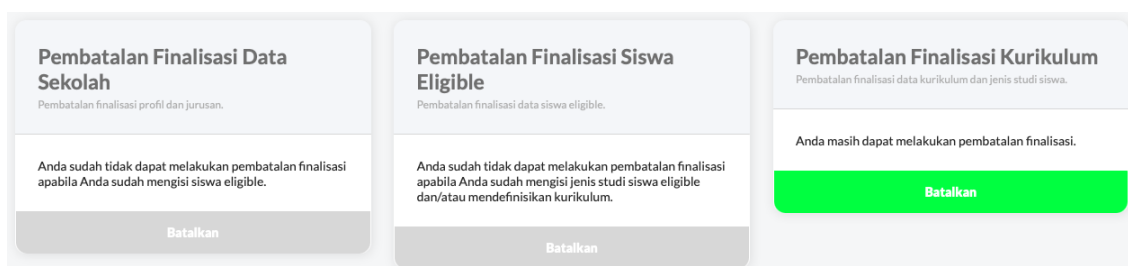 Pembatalan Finalisasi Data
Sekolah
Pembatalan finalisasi profil dan jurusan.
Anda sudah tidak dapat melakukan pembatalan finalisasi
apabila Anda sudah mengisi siswa eligible.
Batalkan
Pembatalan Finalisasi Siswa
Eligible
Pembatalan finalisasi data siswa eligible.
Anda sudah tidak dapat melakukan pembatalan finalisasi
apabila Anda sudah mengisi jenis studi siswa eligible
dan/atau mendefinisikan kurikulum.
Batalkan
Pembatalan Finalisasi Kurikulum
Pembatalan finalisasi data kurikulum dan jenis studi siswa.
Anda masih dapat melakukan pembatalan finalisasi.
Batalkan